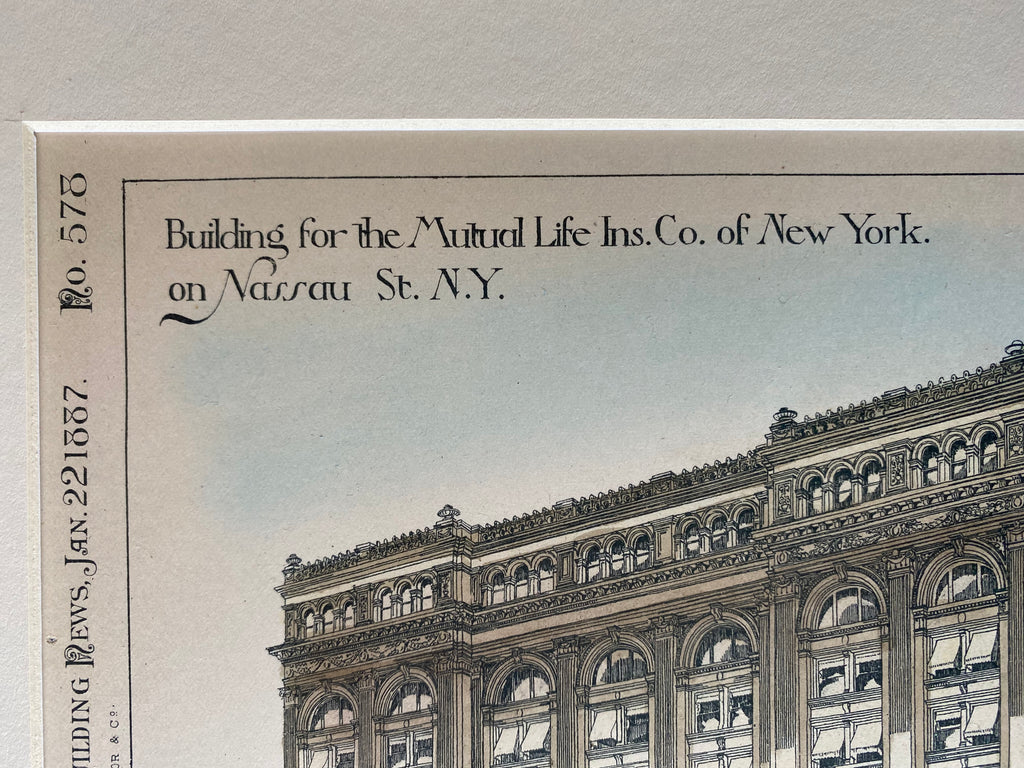 Building for the Mutual Life Ins. Co. of New York.
on Nassau St. N.Y.
No. 578
News, Jan. 22 1887.
& Co.